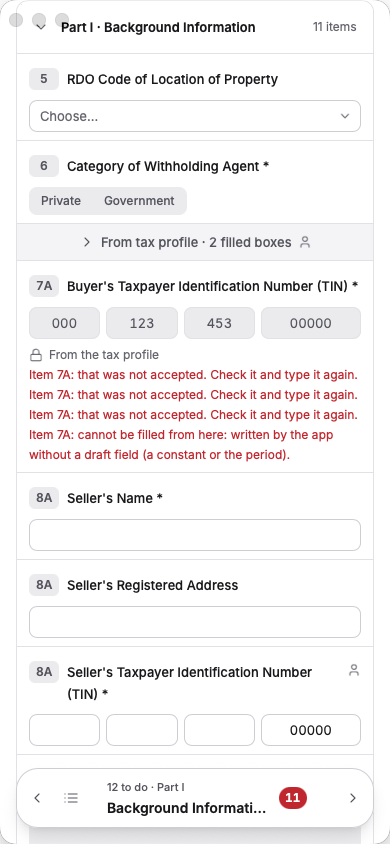 Part I · Background Information
11 items
5 RDO Code of Location of Property
Choose...
6 Category of Withholding Agent *
Private Government
From tax profile · 2 filled boxes
7A Buyer's Taxpayer Identification Number (TIN) *
000 123 453 00000
From the tax profile
Item 7A: that was not accepted. Check it and type it again.
Item 7A: that was not accepted. Check it and type it again.
Item 7A: that was not accepted. Check it and type it again.
Item 7A: cannot be filled from here: written by the app
without a draft field (a constant or the period).
8A Seller's Name *
8A Seller's Registered Address
8A Seller's Taxpayer Identification Number
(TIN) *
00000
12 to do · Part I
Background Informati...
11